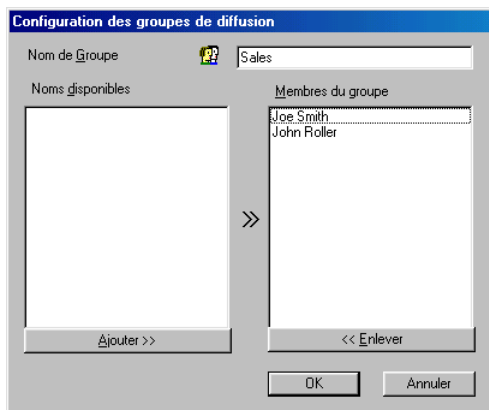 Configuration des groupes de diffusion
Nom de Groupe
Sales
Noms disponibles
Membres du groupe
Joe Smith
John Roller
>>
Ajouter >>
<< Enlever
OK
Annuler